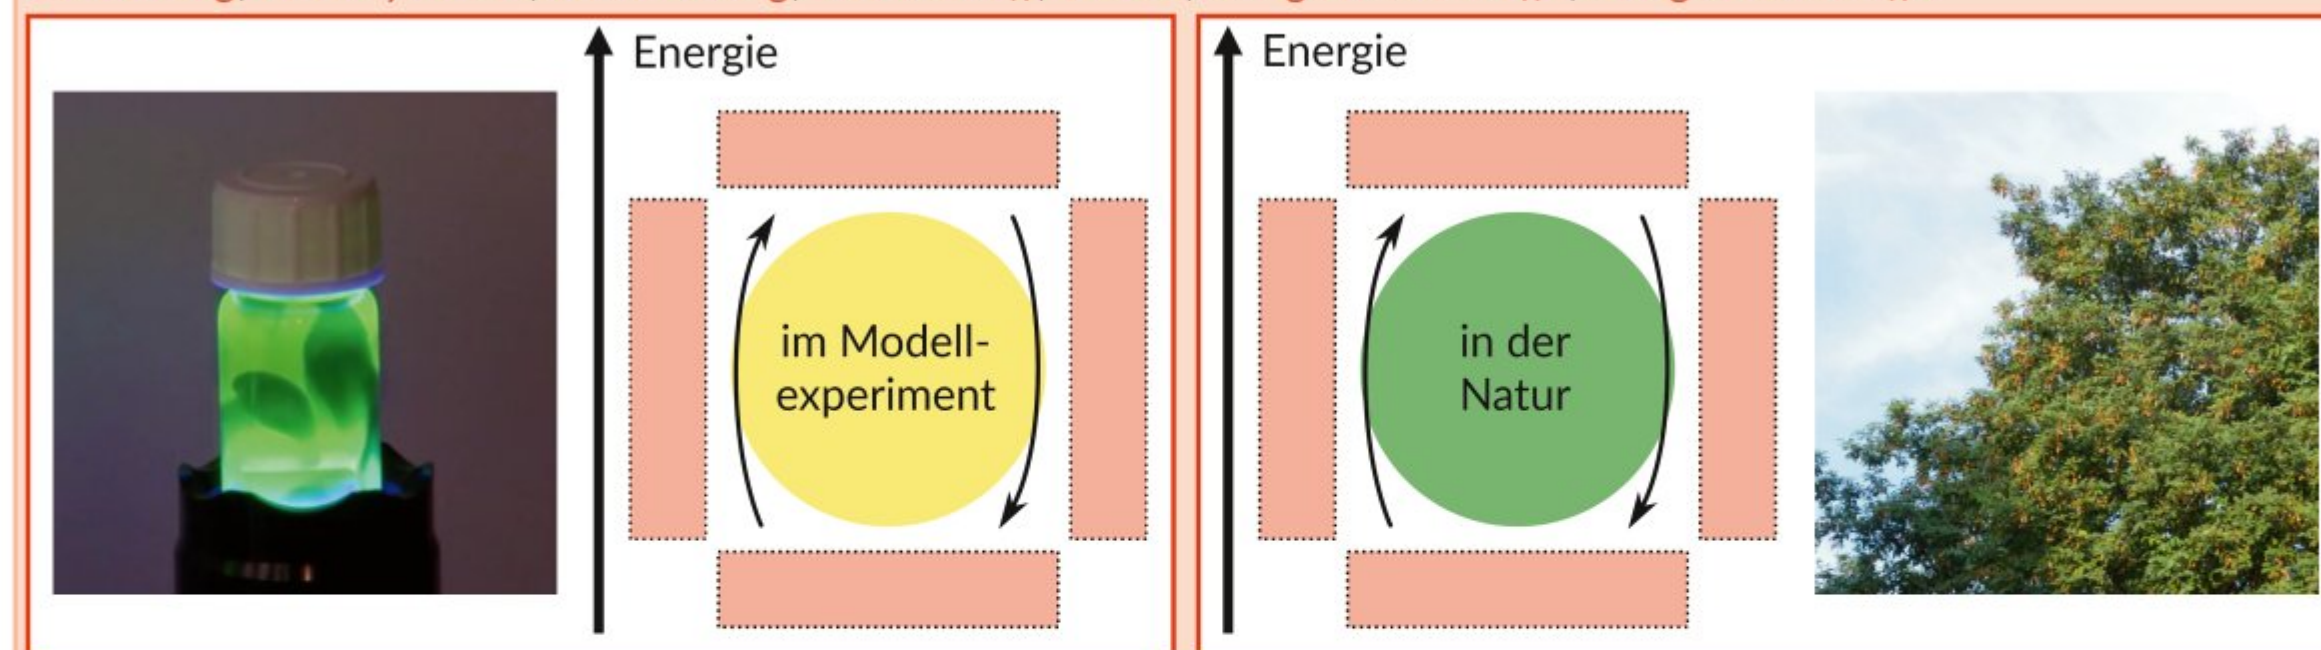 Energie
im Modell-
experiment
Energie
in der
Natur